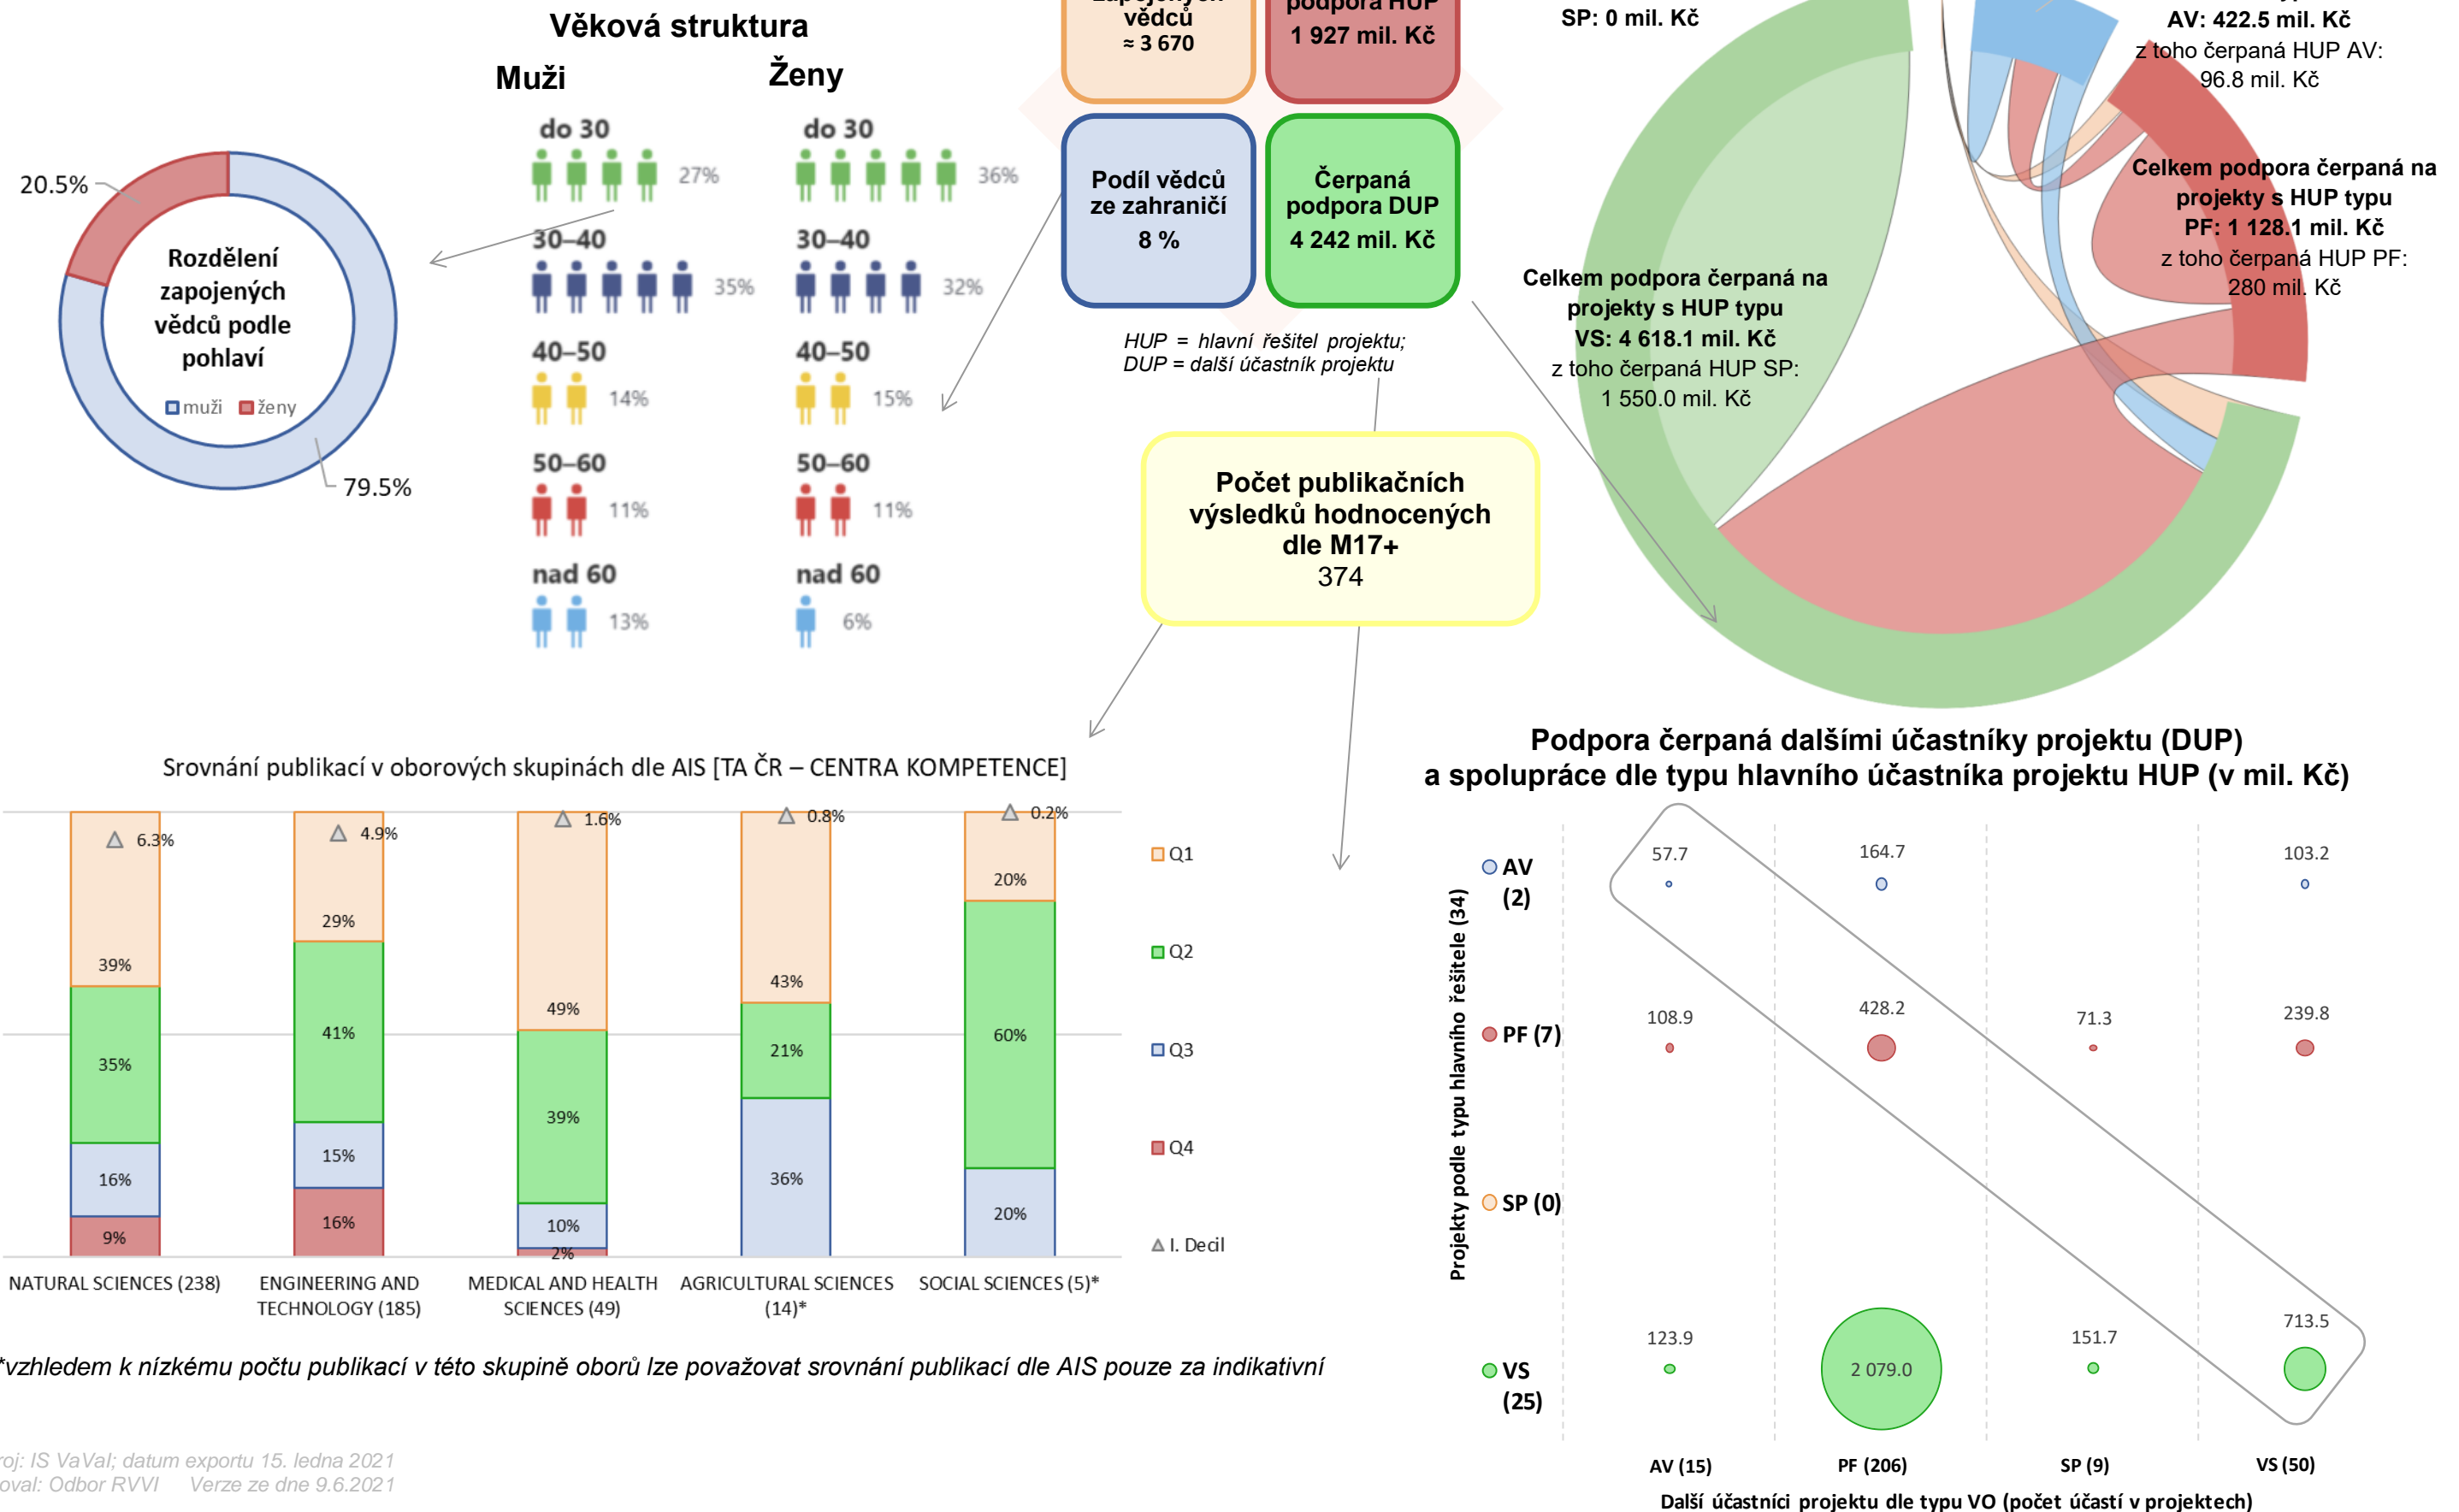 Věková struktura
Muži
Ženy
do 30
27%
do 30
36%
30–40
35%
30–40
32%
40–50
14%
40–50
15%
50–60
11%
50–60
11%
nad 60
13%
nad 60
6%
20.5%
Rozdělení
zapojených
vědců podle
pohlaví
muži ženy
79.5%
vědců
≈ 3 670
podpora HUP
1 927 mil. Kč
Podíl vědců
ze zahraničí
8 %
Čerpaná
podpora DUP
4 242 mil. Kč
HUP = hlavní řešitel projektu;
DUP = další účastník projektu
Počet publikačních
výsledků hodnocených
dle M17+
374
SP: 0 mil. Kč
AV: 422.5 mil. Kč
z toho čerpaná HUP AV:
96.8 mil. Kč
Celkem podpora čerpaná na
projekty s HUP typu
PF: 1 128.1 mil. Kč
z toho čerpaná HUP PF:
280 mil. Kč
Celkem podpora čerpaná na
projekty s HUP typu
VS: 4 618.1 mil. Kč
z toho čerpaná HUP SP:
1 550.0 mil. Kč
Srovnání publikací v oborových skupinách dle AIS [TA ČR – CENTRA KOMPETENCE]
6.3%
39%
35%
16%
9%
4.9%
29%
41%
15%
16%
1.6%
49%
39%
10%
2%
0.8%
43%
21%
36%
0.2%
20%
60%
20%
Q1
Q2
Q3
Q4
I. Decil
NATURAL SCIENCES (238)
ENGINEERING AND
TECHNOLOGY (185)
MEDICAL AND HEALTH
SCIENCES (49)
AGRICULTURAL SCIENCES
(14)*
SOCIAL SCIENCES (5)*
*vzhledem k nízkému počtu publikací v této skupině oborů lze považovat srovnání publikací dle AIS pouze za indikativní
Podpora čerpaná dalšími účastníky projektu (DUP)
a spolupráce dle typu hlavního účastníka projektu HUP (v mil. Kč)
Projekty podle typu hlavního řešitele (34)
AV
(2)
57.7
164.7
103.2
PF (7)
108.9
428.2
71.3
239.8
SP (0)
VS
(25)
123.9
2 079.0
151.7
713.5
AV (15)
PF (206)
SP (9)
VS (50)
Další účastníci projektu dle typu VO (počet účastí v projektech)
IS VaVaI; datum exportu 15. ledna 2021
Odbor RVVI Verze ze dne 9.6.2021